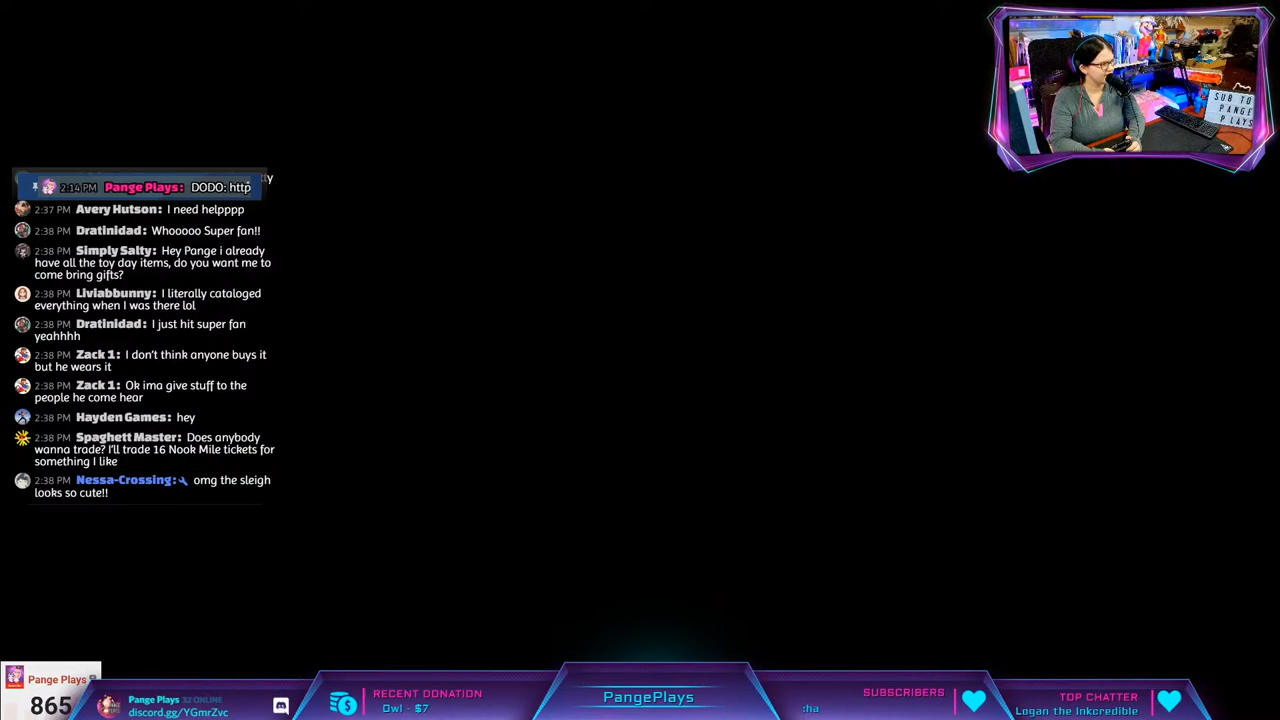 SUB TO
PANGE
PLAYS
2:14 PM Pange Plays: DODO: http
2:37 PM Avery Hutson: I need helpppp
2:38 PM Dratinidad: Whooooo Super fan!!
2:38 PM Simply Salty: Hey Pange i already
have all the toy day items, do you want me to
come bring gifts?
2:38 PM Liviabbunny: I literally cataloged
everything when I was there lol
2:38 PM Dratinidad: I just hit super fan
yeahhhh
2:38 PM Zack 1: I don't think anyone buys it
but he wears it
2:38 PM Zack 1: Ok ima give stuff to the
people he come hear
2:38 PM Hayden Games: hey
2:38 PM Spaghett Master: Does anybody
wanna trade? I'll trade 16 Nook Mile tickets for
something I like
2:38 PM Nessa-Crossing: omg the sleigh
looks so cute!!
Pange Plays
865
Pange Plays 32 ONLINE
discord.gg/YGmrZvc
RECENT DONATION
Owl - $7
PangePlays
SUBSCRIBERS
:ha
TOP CHATTER
Logan the Inkcredible